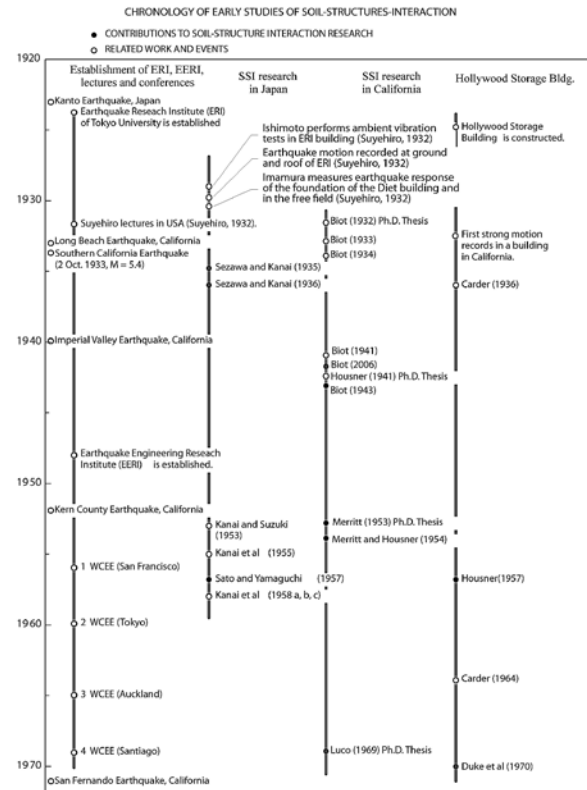 CHRONOLOGY OF EARLY STUDIES OF SOIL-STRUCTURES-INTERACTION
CONTRIBUTIONS TO SOIL-STRUCTURE INTERACTION RESEARCH
RELATED WORK AND EVENTS
Establishment of ERI, EERI,
lectures and conferences
SSI research
in Japan
SSI research
in California
Hollywood Storage Bldg.
1920
1930
1940
1950
1960
1970
Kanto Earthquake, Japan
Earthquake Reseach Institute (ERI)
of Tokyo University is established
Suyehiro lectures in USA (Suyehiro, 1932).
Long Beach Earthquake, California
Southern California Earthquake
(2 Oct. 1933, M = 5.4)
Imperial Valley Earthquake, California
Earthquake Engineering Reseach
Institute (EERI) is established.
Kern County Earthquake, California
1 WCEE (San Francisco)
2 WCEE (Tokyo)
3 WCEE (Auckland)
4 WCEE (Santiago)
San Fernando Earthquake, California
Ishimoto performs ambient vibration
tests in ERI building (Suyehiro, 1932)
Earthquake motion recorded at ground
and roof of ERI (Suyehiro, 1932)
Imamura measures earthquake response
of the foundation of the Diet building and
in the free field (Suyehiro, 1932)
Sezawa and Kanai (1935)
Sezawa and Kanai (1936)
Kanai and Suzuki
(1953)
Kanai et al (1955)
Sato and Yamaguchi (1957)
Kanai et al (1958 a, b, c)
Biot (1932) Ph.D. Thesis
Biot (1933)
Biot (1934)
Biot (1941)
Biot (2006)
Housner (1941) Ph.D. Thesis
Biot (1943)
Merritt (1953) Ph.D. Thesis
Merritt and Housner (1954)
Luco (1969) Ph.D. Thesis
Hollywood Storage
Building is constructed.
First strong motion
records in a building
in California.
Carder (1936)
Housner(1957)
Carder (1964)
Duke et al (1970)